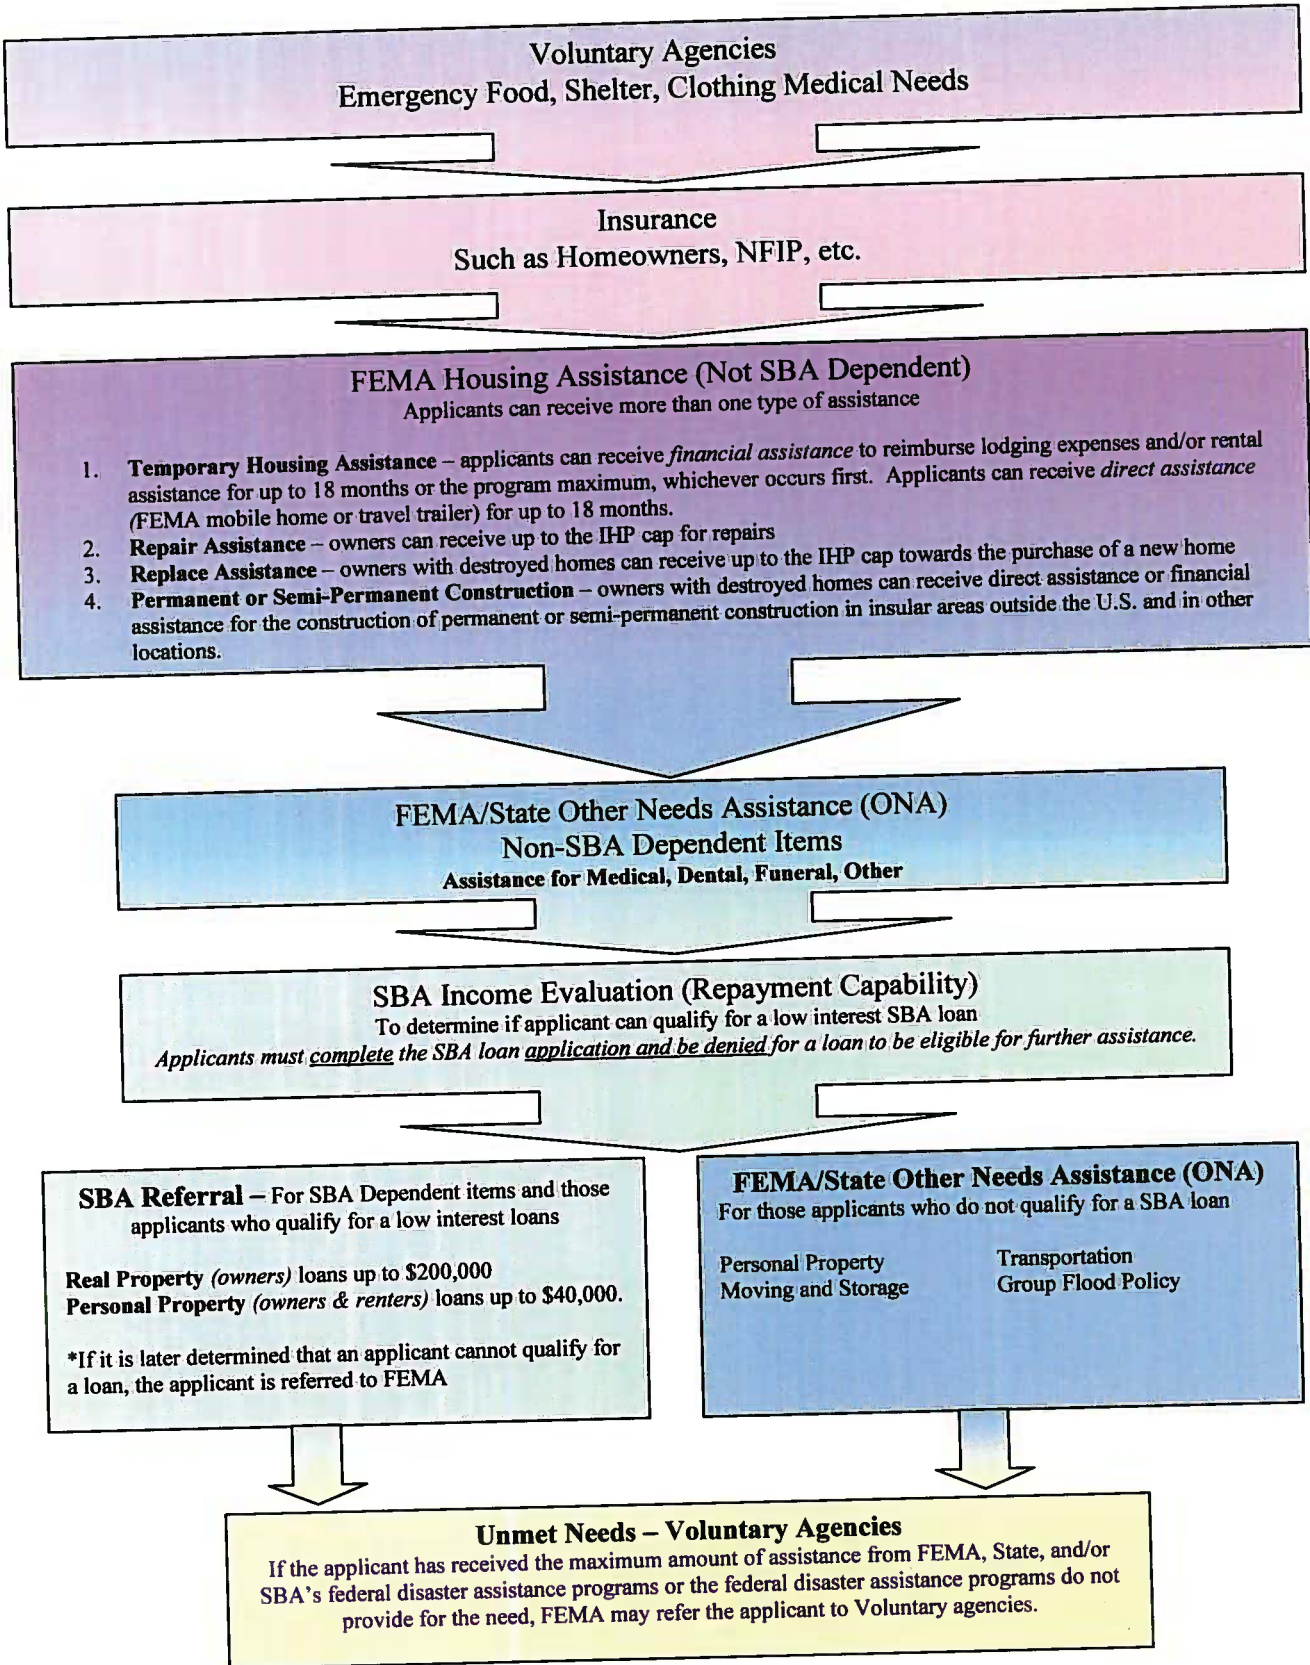 Voluntary Agencies
Emergency Food, Shelter, Clothing Medical Needs
Insurance
Such as Homeowners, NFIP, etc.
FEMA Housing Assistance (Not SBA Dependent)
Applicants can receive more than one type of assistance
1. Temporary Housing Assistance – applicants can receive financial assistance to reimburse lodging expenses and/or rental
assistance for up to 18 months or the program maximum, whichever occurs first. Applicants can receive direct assistance
(FEMA mobile home or travel trailer) for up to 18 months.
2. Repair Assistance – owners can receive up to the IHP cap for repairs
3. Replace Assistance – owners with destroyed homes can receive up to the IHP cap towards the purchase of a new home
4. Permanent or Semi-Permanent Construction – owners with destroyed homes can receive direct assistance or financial
assistance for the construction of permanent or semi-permanent construction in insular areas outside the U.S. and in other
locations.
FEMA/State Other Needs Assistance (ONA)
Non-SBA Dependent Items
Assistance for Medical, Dental, Funeral, Other
SBA Income Evaluation (Repayment Capability)
To determine if applicant can qualify for a low interest SBA loan
Applicants must complete the SBA loan application and be denied for a loan to be eligible for further assistance.
SBA Referral – For SBA Dependent items and those
applicants who qualify for a low interest loans
Real Property (owners) loans up to $200,000
Personal Property (owners & renters) loans up to $40,000.
*If it is later determined that an applicant cannot qualify for
a loan, the applicant is referred to FEMA
FEMA/State Other Needs Assistance (ONA)
For those applicants who do not qualify for a SBA loan
Personal Property Transportation
Moving and Storage Group Flood Policy
Unmet Needs – Voluntary Agencies
If the applicant has received the maximum amount of assistance from FEMA, State, and/or
SBA's federal disaster assistance programs or the federal disaster assistance programs do not
provide for the need, FEMA may refer the applicant to Voluntary agencies.